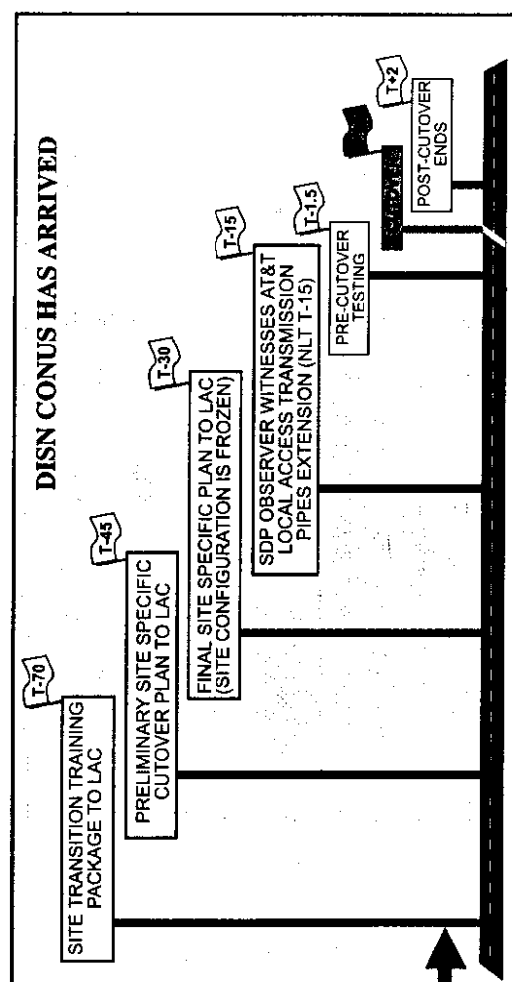 DISN CONUS HAS ARRIVED
T-70
SITE TRANSITION TRAINING
PACKAGE TO LAC
T-45
PRELIMINARY SITE SPECIFIC
CUTOVER PLAN TO LAC
T-30
FINAL SITE SPECIFIC PLAN TO LAC
(SITE CONFIGURATION IS FROZEN)
T-15
SDP OBSERVER WITNESSES AT&T
LOCAL ACCESS TRANSMISSION
PIPES EXTENSION (NLT T-15)
T-1.5
PRE-CUTOVER
TESTING
T+2
POST-CUTOVER
ENDS